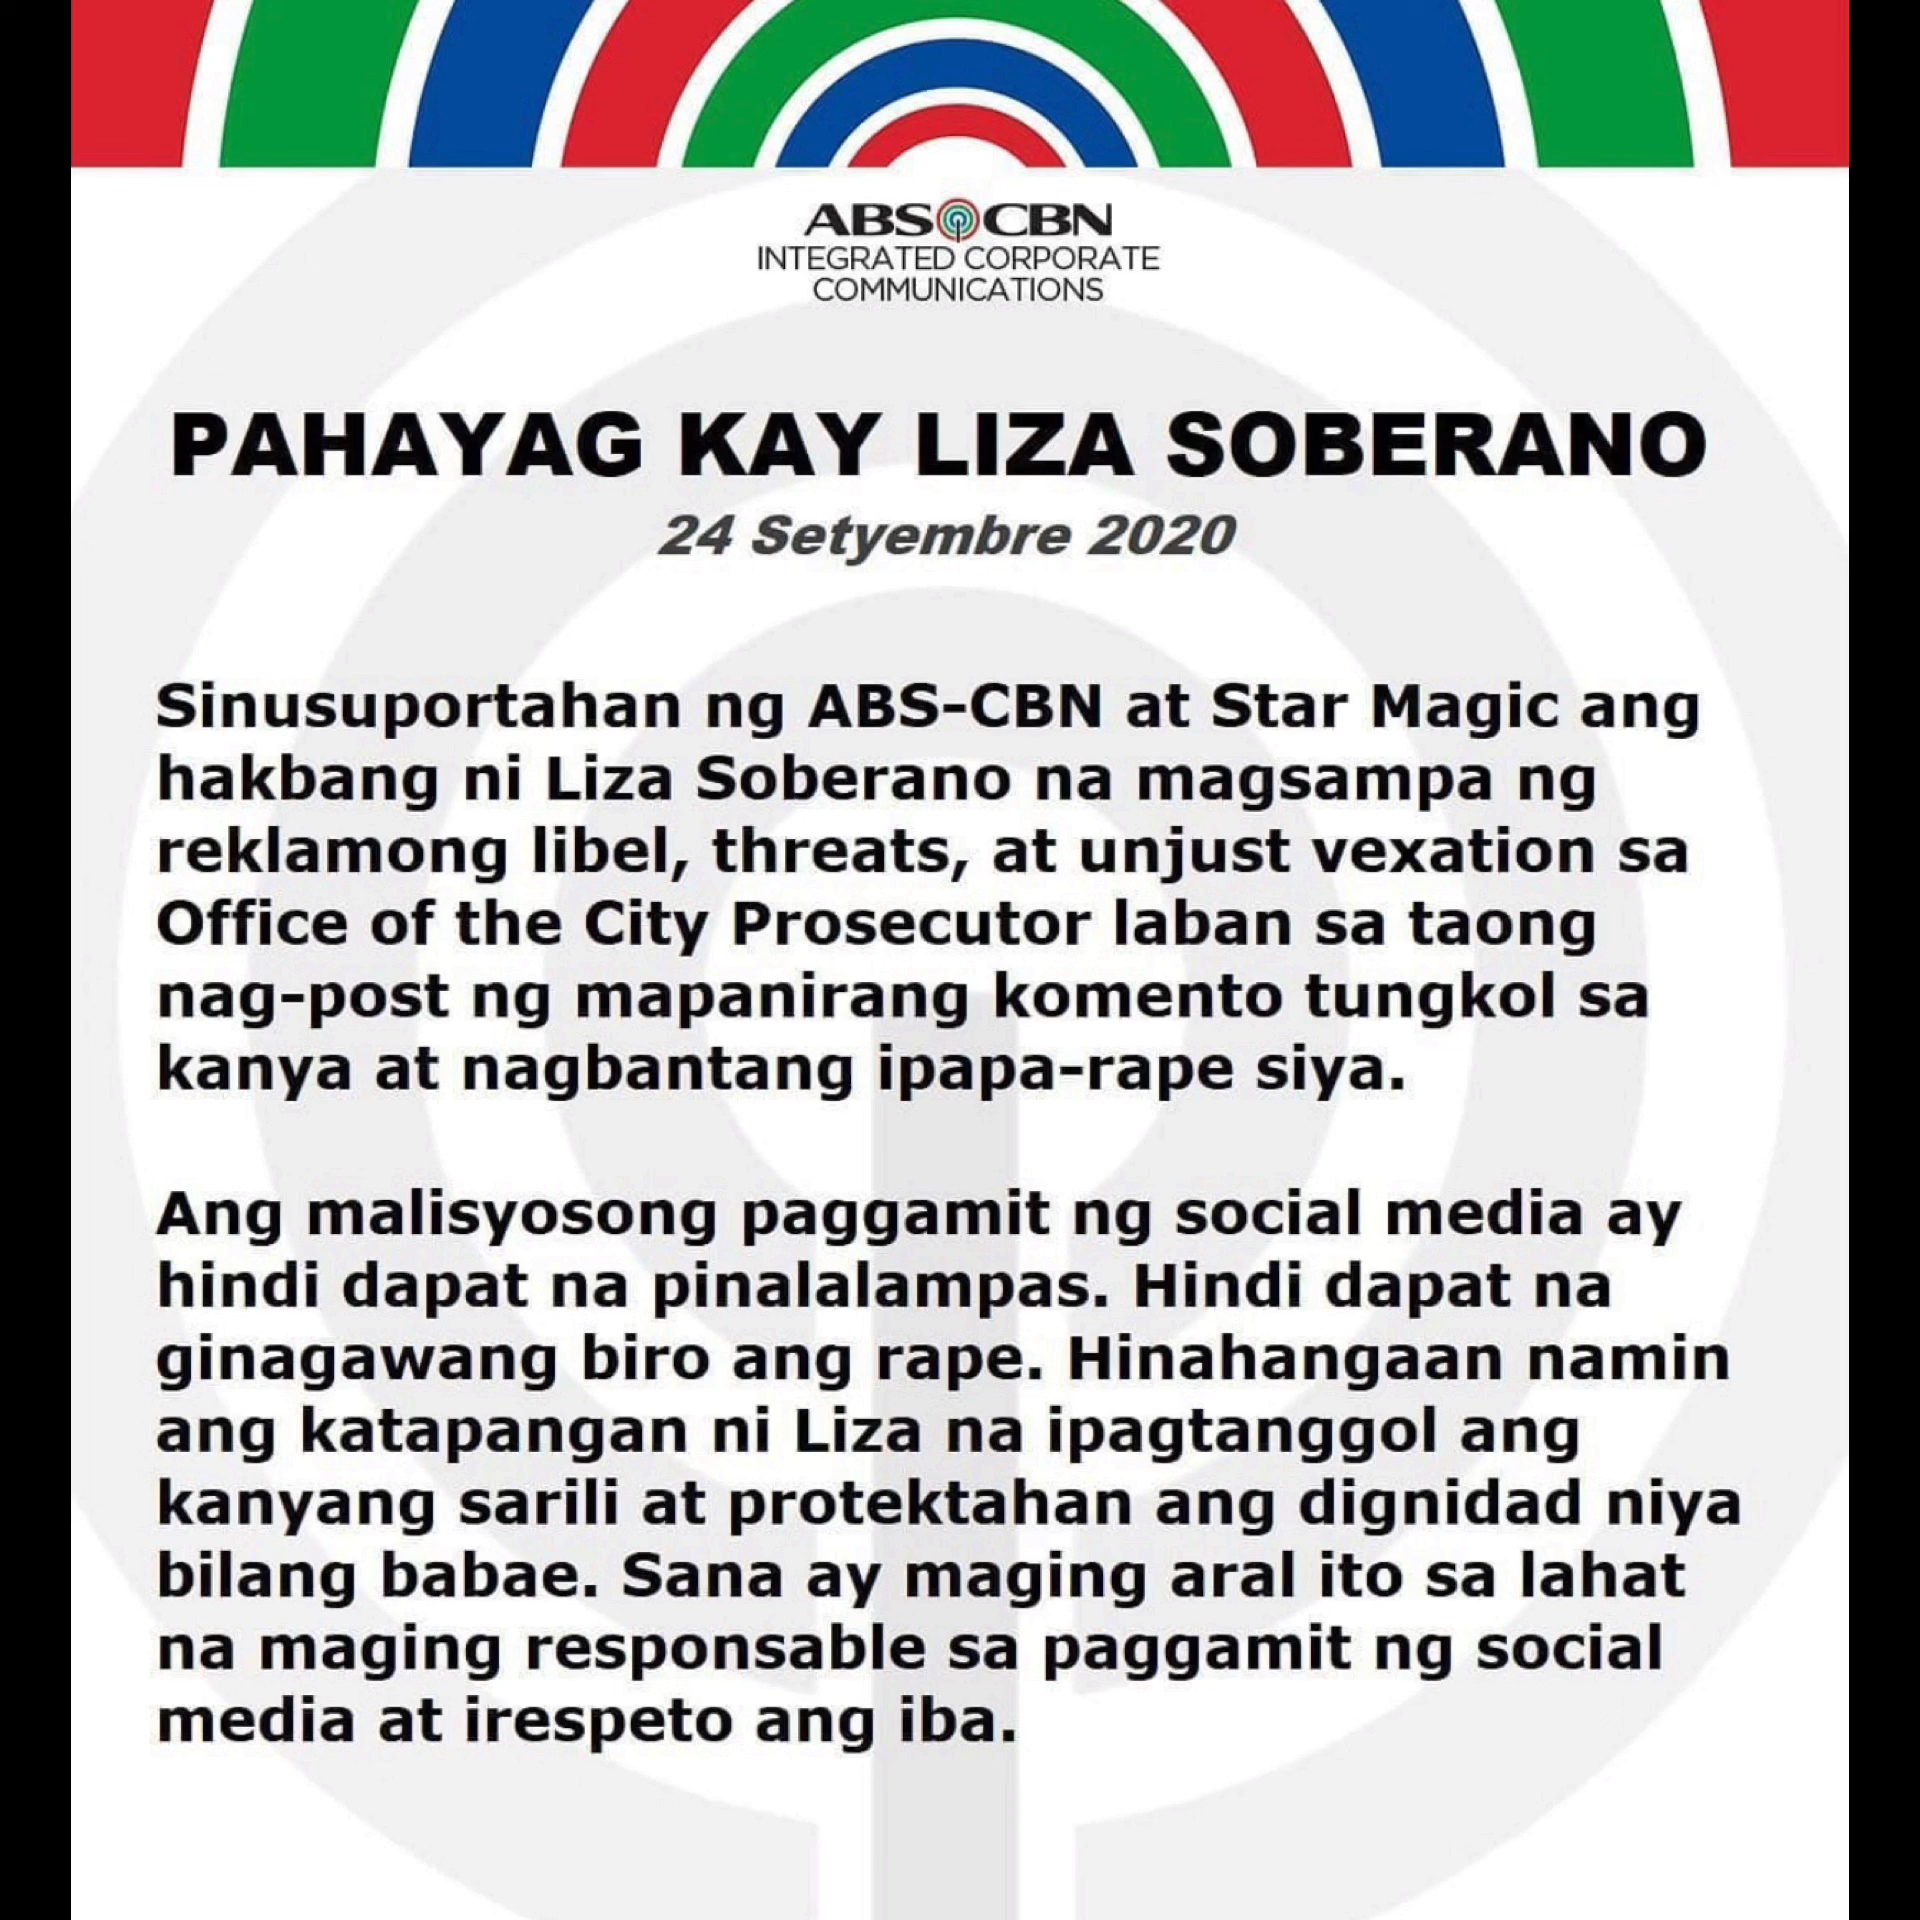 ABS CBN
INTEGRATED CORPORATE
COMMUNICATIONS
PAHAYAG KAY LIZA SOBERANO
24 Setyembre 2020
Sinusuportahan ng ABS-CBN at Star Magic ang
hakbang ni Liza Soberano na magsampa ng
reklamong libel, threats, at unjust vexation sa
Office of the City Prosecutor laban sa taong
nag-post ng mapanirang komento tungkol sa
kanya at nagbantang ipapa-rape siya.
Ang malisyosong paggamit ng social media ay
hindi dapat na pinalalampas. Hindi dapat na
ginagawang biro ang rape. Hinahangaan namin
ang katapangan ni Liza na ipagtanggol ang
kanyang sarili at protektahan ang dignidad niya
bilang babae. Sana ay maging aral ito sa lahat
na maging responsable sa paggamit ng social
media at irespeto ang iba.